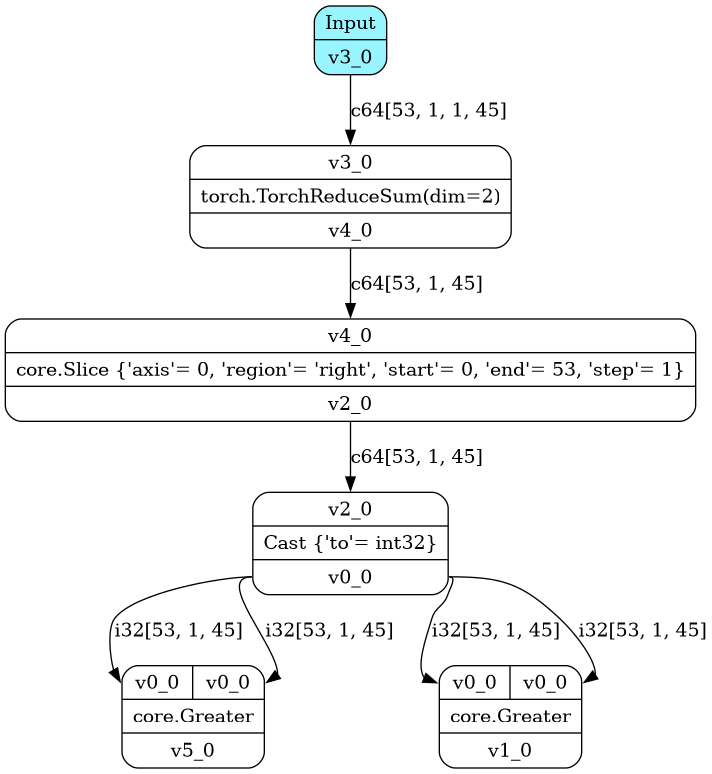 Input
v3_0
c64[53, 1, 1, 45]
v3_0
torch.TorchReduceSum(dim=2)
v4_0
c64[53, 1, 45]
v4_0
core.Slice {'axis'= 0, 'region'= 'right', 'start'= 0, 'end'= 53, 'step'= 1}
v2_0
c64[53, 1, 45]
v2_0
Cast {'to'= int32}
v0_0
i32[53, 1, 45] i32[53, 1, 45] i32[53, 1, 45] i32[53, 1, 45]
v0_0 v0_0 v0_0 v0_0
core.Greater core.Greater
v5_0 v1_0